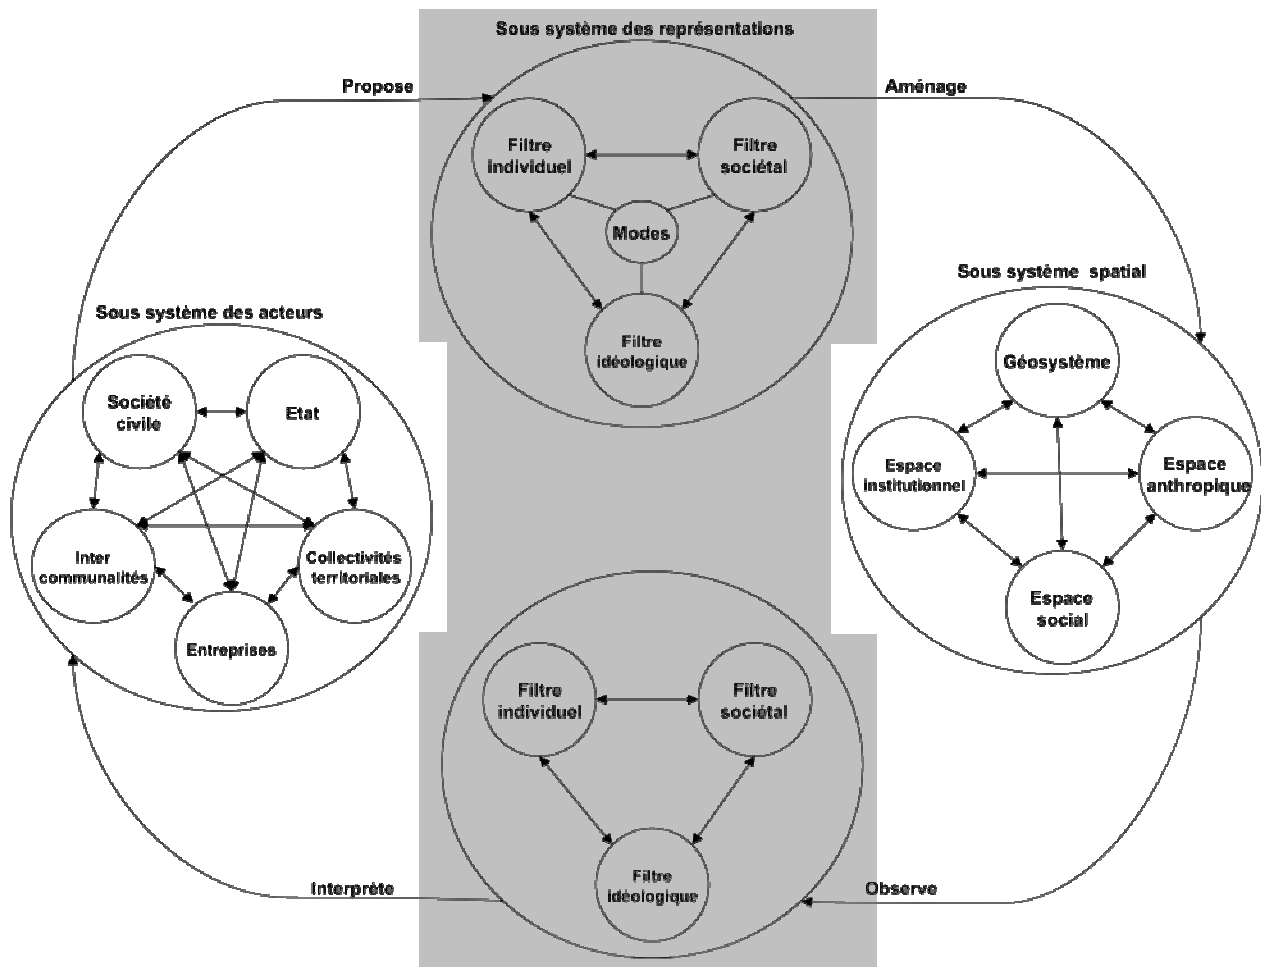 Sous système des représentations
Propose
Aménage
Filtre
individuel
Filtre
sociétal
Modes
Filtre
idéologique
Sous système des acteurs
Société
civile
Etat
Inter
communalités
Collectivités
territoriales
Entreprises
Sous système spatial
Géosystème
Espace
institutionnel
Espace
anthropique
Espace
social
Filtre
individuel
Filtre
sociétal
Filtre
idéologique
Interprète
Observe